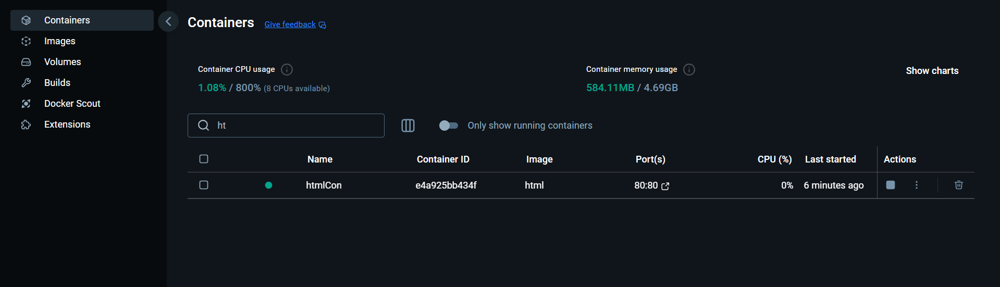 Containers
Images
Volumes
Builds
Docker Scout
Extensions
Containers Give feedback
Container CPU usage
1.08% / 800% (8 CPUs available)
Container memory usage
584.11MB / 4.69GB
Show charts
ht
Only show running containers
Name Container ID Image Port(s) CPU (%) Last started Actions
htmlCon e4a925bb434f html 80:80 0% 6 minutes ago